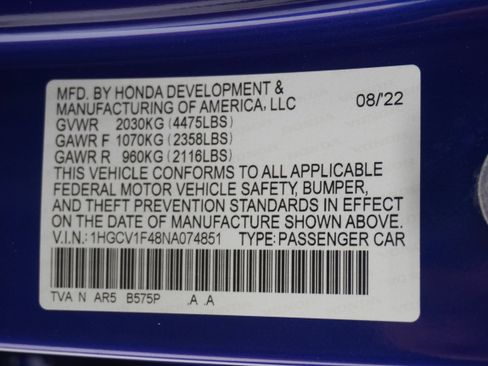 MFD. BY HONDA DEVELOPMENT &
MANUFACTURING OF AMERICA, LLC 08/'22
GVWR 2030KG (4475LBS)
GAWR F 1070KG (2358LBS)
GAWR R 960KG (2116LBS)
THIS VEHICLE CONFORMS TO ALL APPLICABLE
FEDERAL MOTOR VEHICLE SAFETY, BUMPER,
AND THEFT PREVENTION STANDARDS IN EFFECT
ON THE DATE OF MANUFACTURE SHOWN ABOVE.
V.I.N.: 1HGCV1F48NA074851 TYPE: PASSENGER CAR
TVA N AR5 B575P .A .A